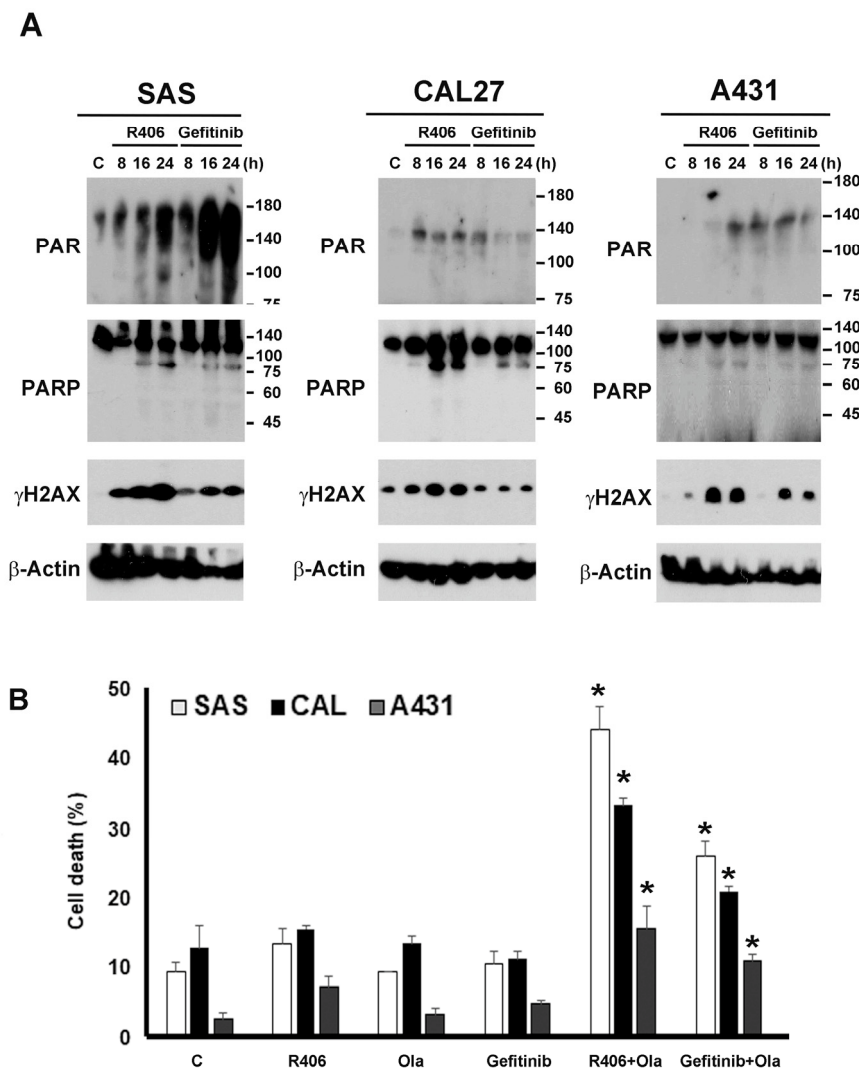 A
SAS CAL27 A431
R406 Gefitinib R406 Gefitinib R406 Gefitinib
C 8 16 24 8 16 24 (h) C 8 16 24 8 16 24 (h) C 8 16 24 8 16 24 (h)
PAR 180 140 100 75 PAR 180 140 100 75 PAR 180 140 100 75
PARP 140 100 75 60 45 PARP 140 100 75 60 45 PARP 140 100 75 60 45
γH2AX γH2AX γH2AX
β-Actin β-Actin β-Actin
B
SAS CAL A431
Cell death (%)
50
40
30
20
10
0
* * * * * *
C R406 Ola Gefitinib R406+Ola Gefitinib+Ola